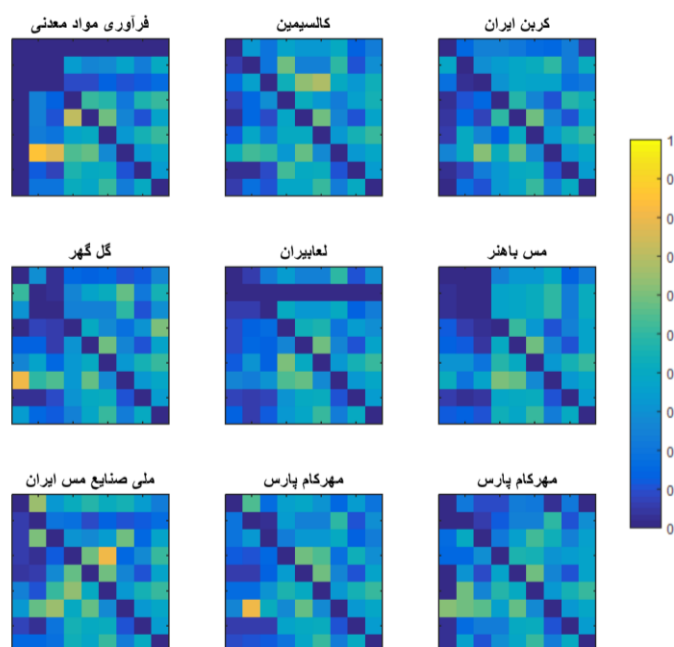 فرآوری مواد معدنی
کالسیمین
کربن ایران
گل گهر
لعابیران
مس باهنر
ملی صنایع مس ایران
مهرکام پارس
مهرکام پارس
1
0
0
0
0
0
0
0
0
0
0